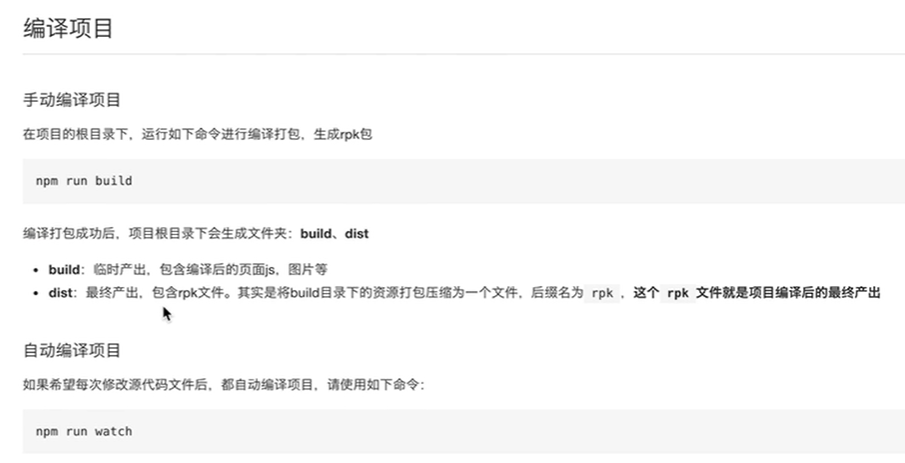 编译项目
手动编译项目
在项目的根目录下，运行如下命令进行编译打包，生成rpk包
npm run build
编译打包成功后，项目根目录下会生成文件夹：build、dist
• build：临时产出，包含编译后的页面js，图片等
• dist：最终产出，包含rpk文件。其实是将build目录下的资源打包压缩为一个文件，后缀名为 rpk ，这个 rpk 文件就是项目编译后的最终产出
自动编译项目
如果希望每次修改源代码文件后，都自动编译项目，请使用如下命令：
npm run watch